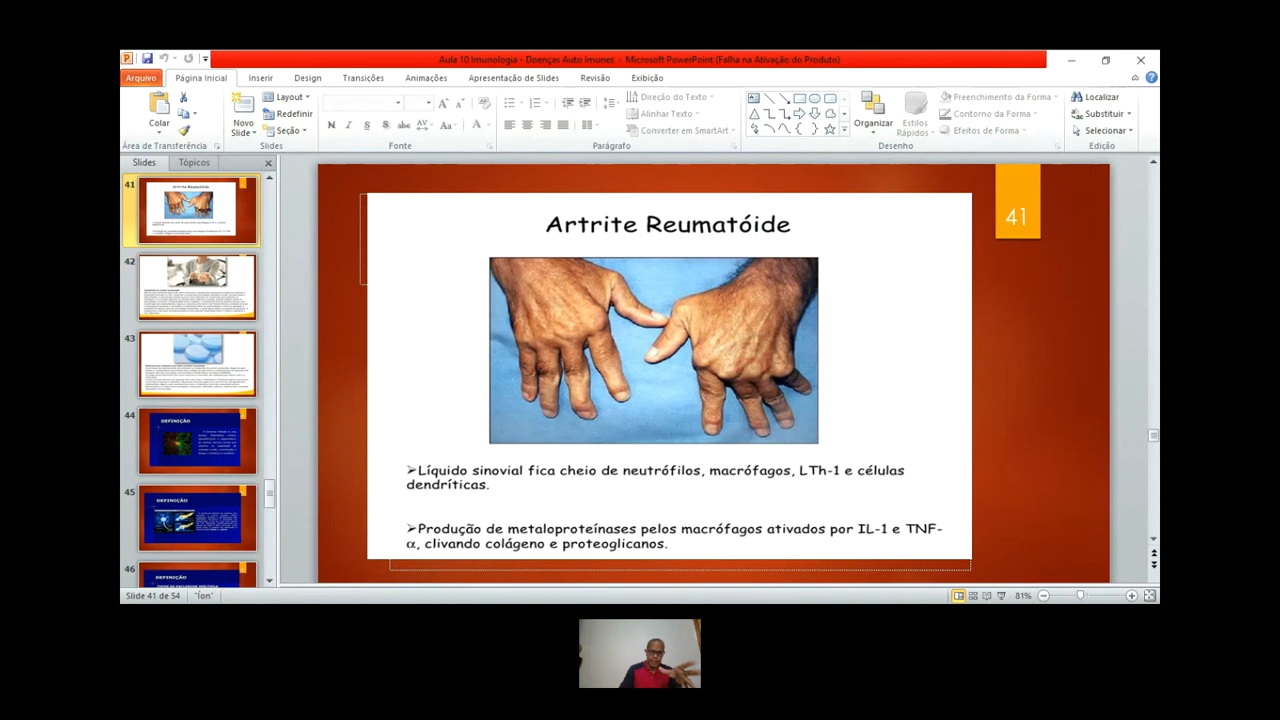 Aula 10 Imunologia - Doenças Auto Imunes - Microsoft PowerPoint (Falha na Ativação do Produto)
Arquivo Página Inicial Inserir Design Transições Animações Apresentação de Slides Revisão Exibição
Colar
Novo Slide
Layout
Redefinir
Seção
Direção do Texto
Alinhar Texto
Converter em SmartArt
Organizar
Estilos Rápidos
Preenchimento da Forma
Contorno da Forma
Efeitos de Forma
Localizar
Substituir
Selecionar
Área de Transferência Slides Fonte Parágrafo Desenho Edição
Slides Tópicos
41
Artrite Reumatóide
42
43
44
DEFINIÇÃO
45
DEFINIÇÃO
46
DEFINIÇÃO
41
Artrite Reumatóide
➢Líquido sinovial fica cheio de neutrófilos, macrófagos, LTh-1 e células
dendríticas.
➢Produção de metaloproteínases pelos macrófagos ativados por IL-1 e TNF-
α, clivando colágeno e proteoglicanos.
Slide 41 de 54 "Íon" 81%